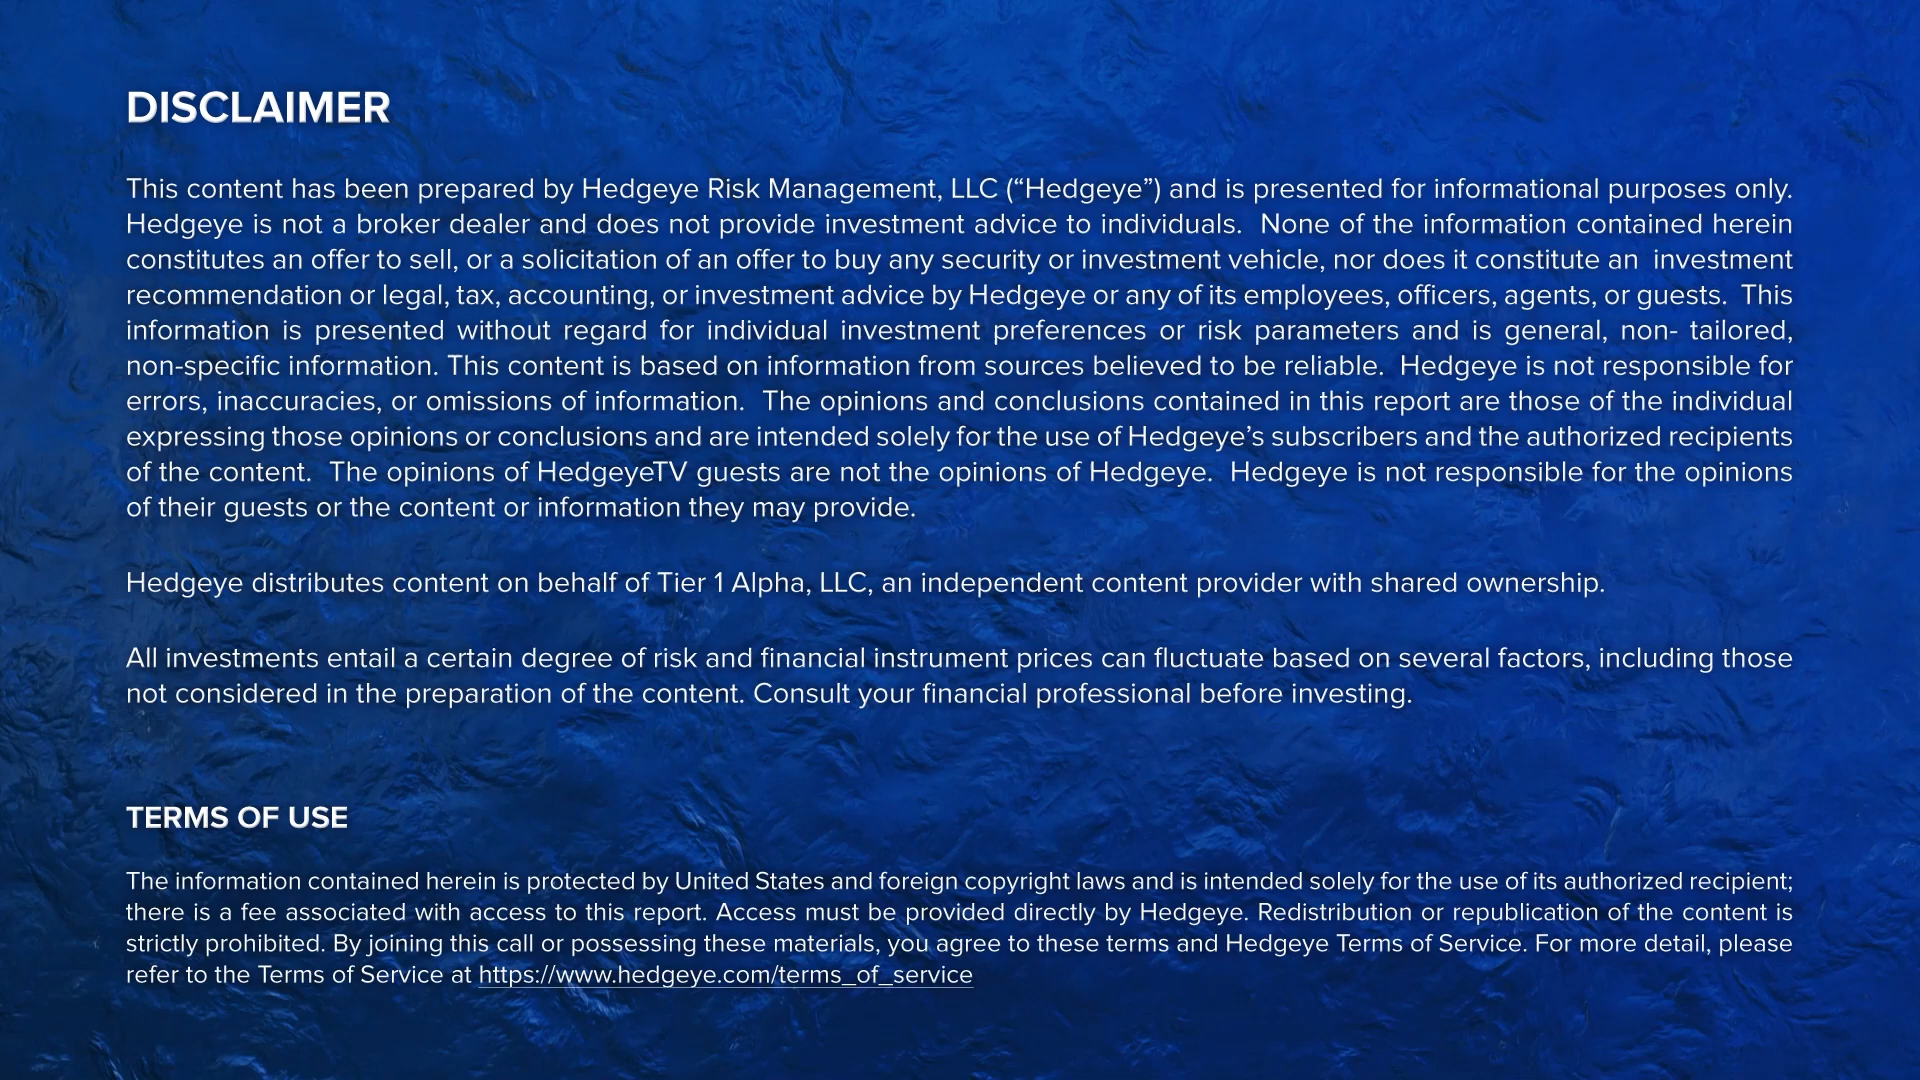 DISCLAIMER
This content has been prepared by Hedgeye Risk Management, LLC (“Hedgeye”) and is presented for informational purposes only.
Hedgeye is not a broker dealer and does not provide investment advice to individuals.  None of the information contained herein
constitutes an offer to sell, or a solicitation of an offer to buy any security or investment vehicle, nor does it constitute an  investment
recommendation or legal, tax, accounting, or investment advice by Hedgeye or any of its employees, officers, agents, or guests.  This
information is presented without regard for individual investment preferences or risk parameters and is general, non- tailored,
non-specific information. This content is based on information from sources believed to be reliable.  Hedgeye is not responsible for
errors, inaccuracies, or omissions of information.  The opinions and conclusions contained in this report are those of the individual
expressing those opinions or conclusions and are intended solely for the use of Hedgeye’s subscribers and the authorized recipients
of the content.  The opinions of HedgeyeTV guests are not the opinions of Hedgeye.  Hedgeye is not responsible for the opinions
of their guests or the content or information they may provide.
Hedgeye distributes content on behalf of Tier 1 Alpha, LLC, an independent content provider with shared ownership.
All investments entail a certain degree of risk and financial instrument prices can fluctuate based on several factors, including those
not considered in the preparation of the content. Consult your financial professional before investing.
TERMS OF USE
The information contained herein is protected by United States and foreign copyright laws and is intended solely for the use of its authorized recipient;
there is a fee associated with access to this report. Access must be provided directly by Hedgeye. Redistribution or republication of the content is
strictly prohibited. By joining this call or possessing these materials, you agree to these terms and Hedgeye Terms of Service. For more detail, please
refer to the Terms of Service at https://www.hedgeye.com/terms_of_service